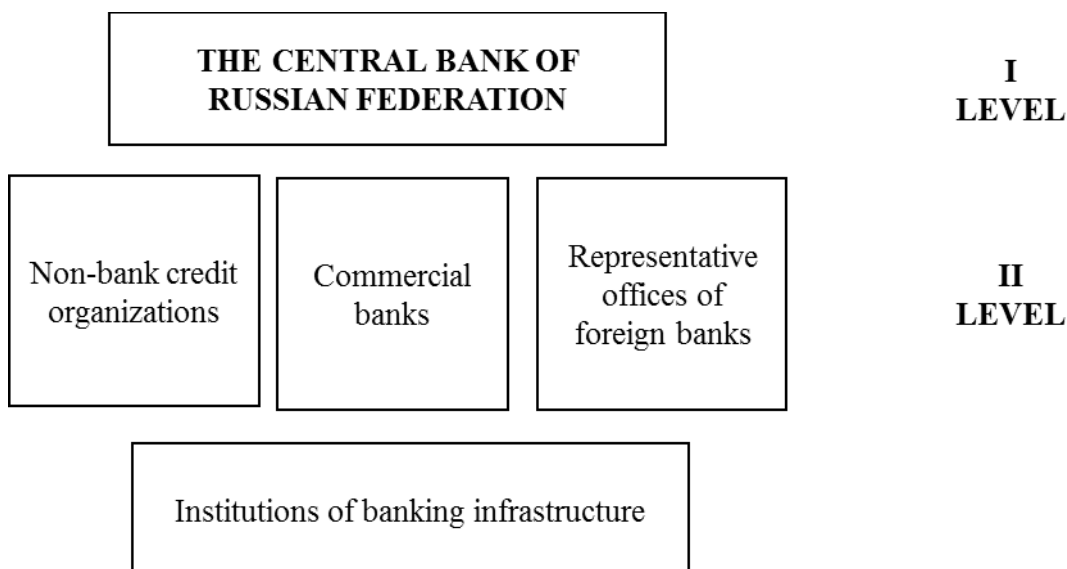 THE CENTRAL BANK OF
RUSSIAN FEDERATION
I
LEVEL
Non-bank credit
organizations
Commercial
banks
Representative
offices of
foreign banks
II
LEVEL
Institutions of banking infrastructure